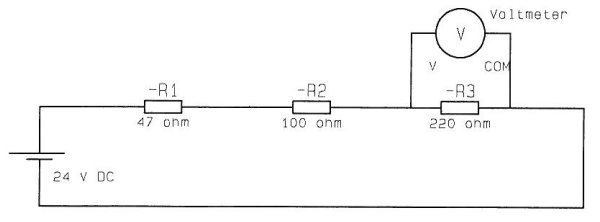 Voltmeter
V
V COM
-R1 -R2 -R3
47 ohm 100 ohm 220 ohm
24 V DC